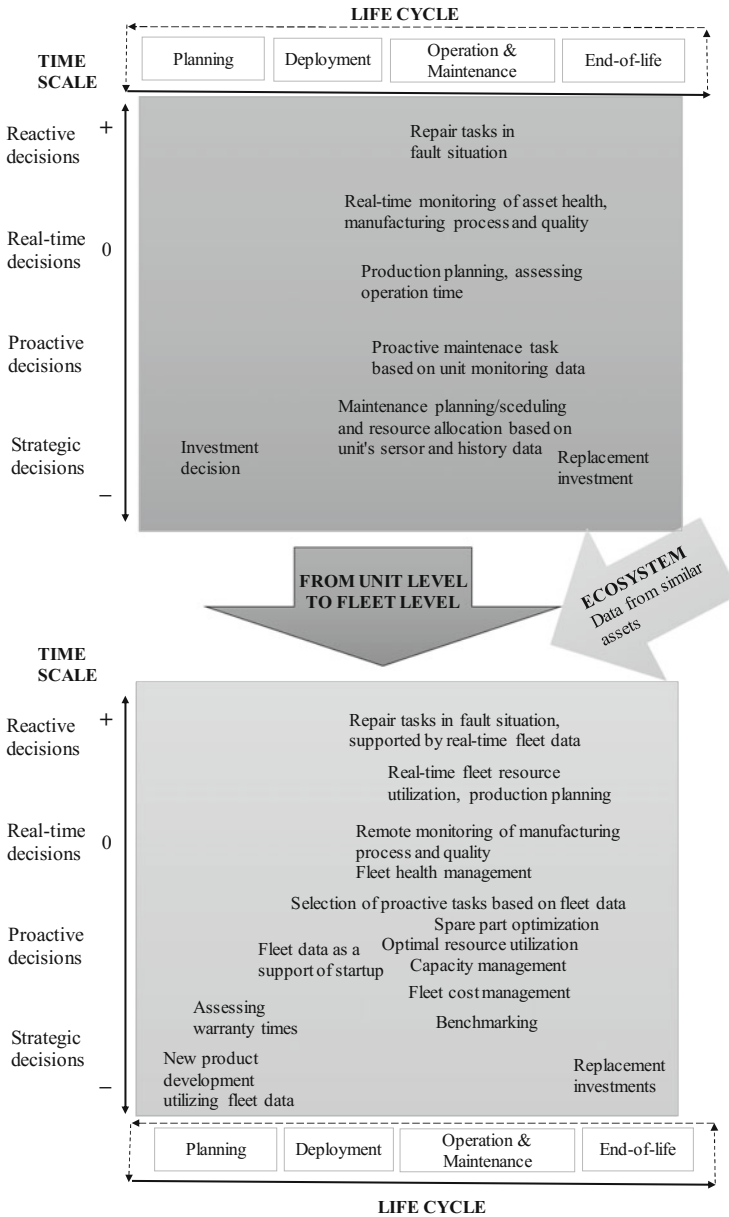 LIFE CYCLE
TIME
SCALE
Planning
Deployment
Operation &
Maintenance
End-of-life
Reactive
decisions
+
Repair tasks in
fault situation
Real-time monitoring of asset health,
manufacturing process and quality
Real-time
decisions
0
Production planning, assessing
operation time
Proactive
decisions
Proactive maintenace task
based on unit monitoring data
Maintenance planning/sceduling
and resource allocation based on
unit's sersor and history data
Strategic
decisions
Investment
decision
Replacement
investment
–
FROM UNIT LEVEL
TO FLEET LEVEL
ECOSYSTEM
Data from similar
assets
TIME
SCALE
Reactive
decisions
+
Repair tasks in fault situation,
supported by real-time fleet data
Real-time fleet resource
utilization, production planning
Real-time
decisions
0
Remote monitoring of manufacturing
process and quality
Fleet health management
Selection of proactive tasks based on fleet data
Spare part optimization
Proactive
decisions
Fleet data as a
support of startup
Optimal resource utilization
Capacity management
Fleet cost management
Assessing
warranty times
Benchmarking
Strategic
decisions
New product
development
utilizing fleet data
Replacement
investments
–
Planning
Deployment
Operation &
Maintenance
End-of-life
LIFE CYCLE